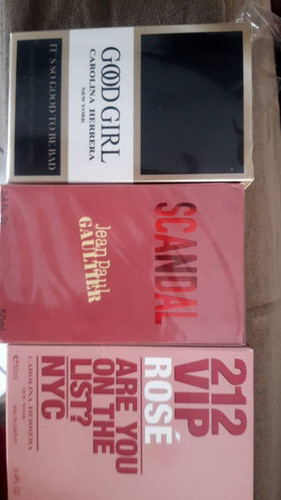 IT'S SO GOOD TO BE BAD
GOOD GIRL
CAROLINA HERRERA
NEW YORK
SCANDAL
Jean Paul
GAULTIER
80ml
212
VIP
ROSÉ
ARE YOU
ON THE
LIST?
NYC
CAROLINA HERRERA
NEW YORK